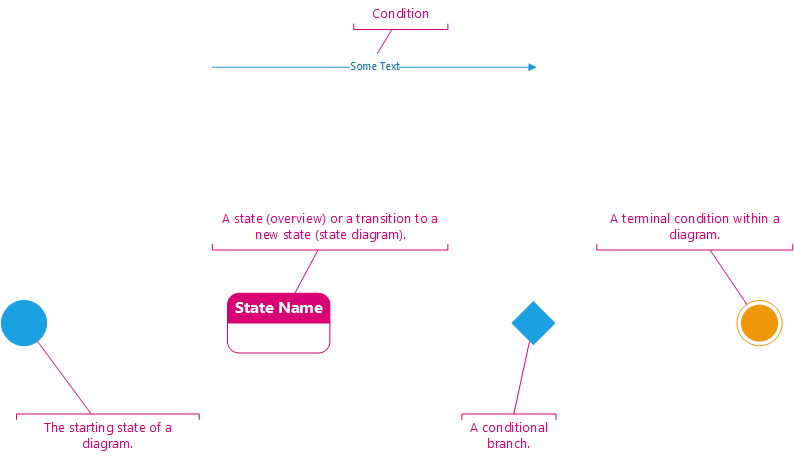 Condition
Some Text
A state (overview) or a transition to a
new state (state diagram).
A terminal condition within a
diagram.
State Name
The starting state of a
diagram.
A conditional
branch.